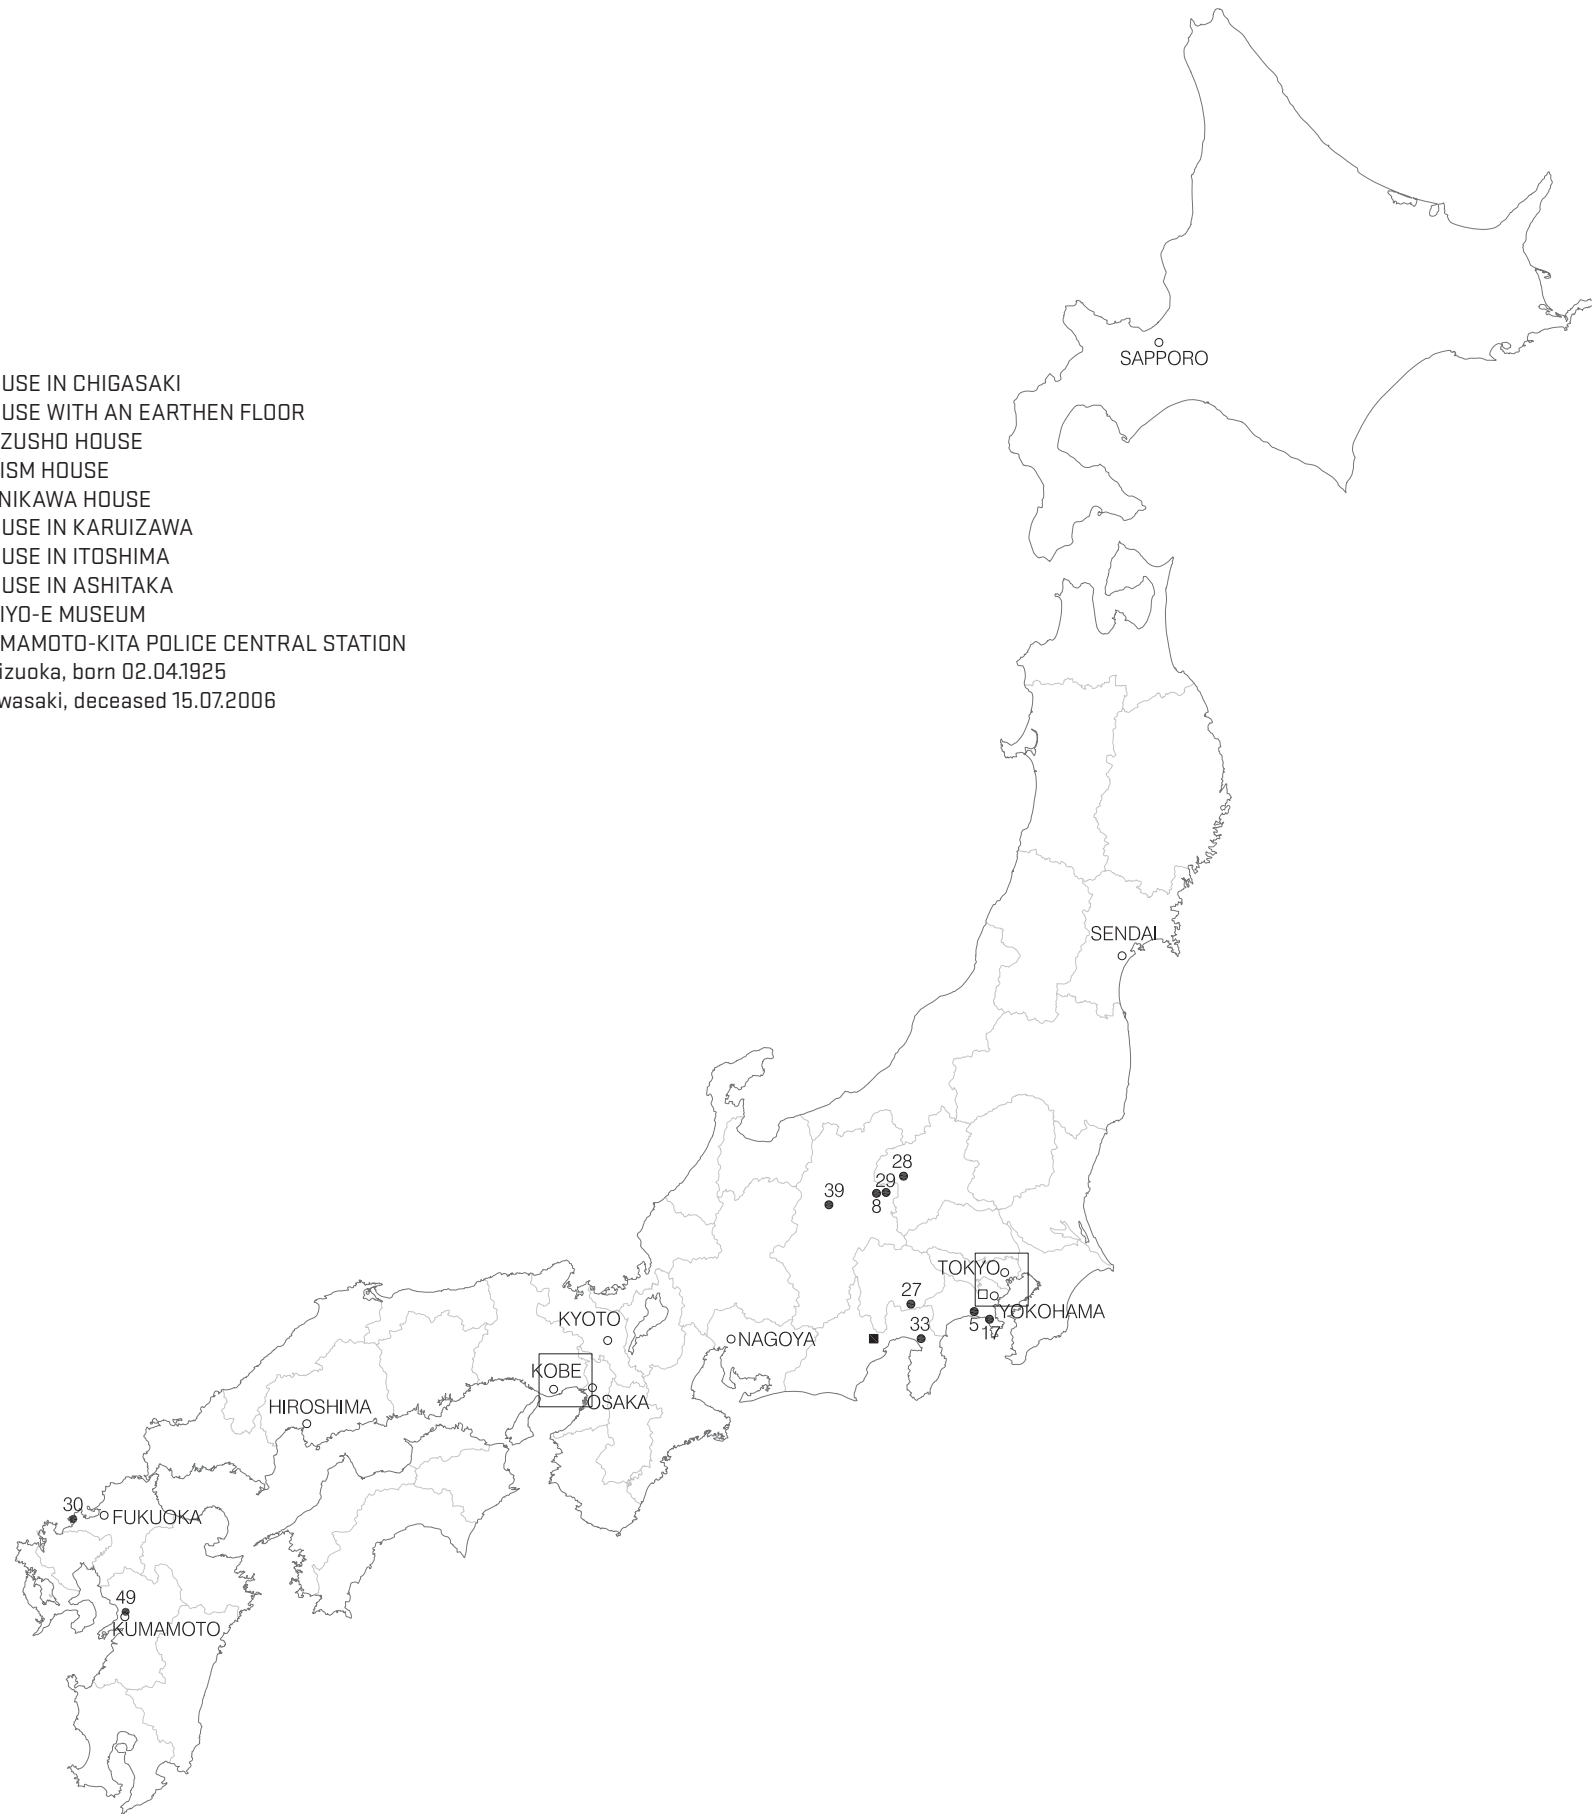 USE IN CHIGASAKI
USE WITH AN EARTHEN FLOOR
ZUSHO HOUSE
ISM HOUSE
NIKAWA HOUSE
USE IN KARUIZAWA
USE IN ITOSHIMA
USE IN ASHITAKA
IYO-E MUSEUM
MAMOTO-KITA POLICE CENTRAL STATION
izuoka, born 02.04.1925
wasaki, deceased 15.07.2006
SAPPORO
SENDAI
28
29
39
8
TOKYO
27
YOKOHAMA
5
17
33
KYOTO
NAGOYA
KOBE
OSAKA
HIROSHIMA
30
FUKUOKA
49
KUMAMOTO